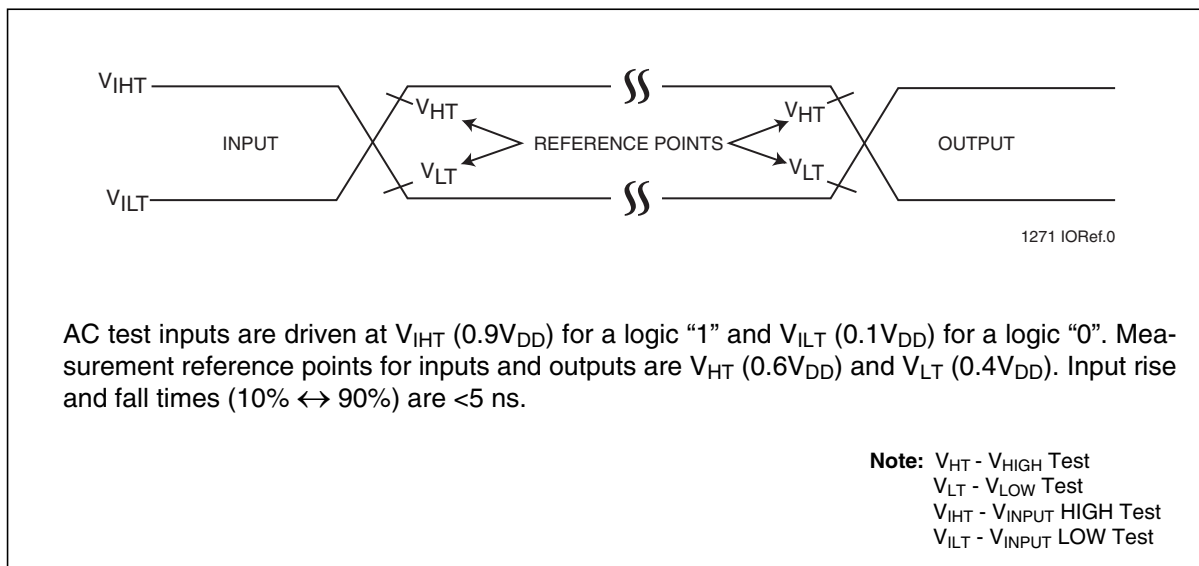 VIHT
VHT
VHT
INPUT
REFERENCE POINTS
OUTPUT
VLT
VLT
VILT
1271 IORef.0
AC test inputs are driven at VIHT (0.9VDD) for a logic “1” and VILT (0.1VDD) for a logic “0”. Mea-
surement reference points for inputs and outputs are VHT (0.6VDD) and VLT (0.4VDD). Input rise
and fall times (10% ↔ 90%) are <5 ns.
Note: VHT - VHIGH Test
VLT - VLOW Test
VIHT - VINPUT HIGH Test
VILT - VINPUT LOW Test